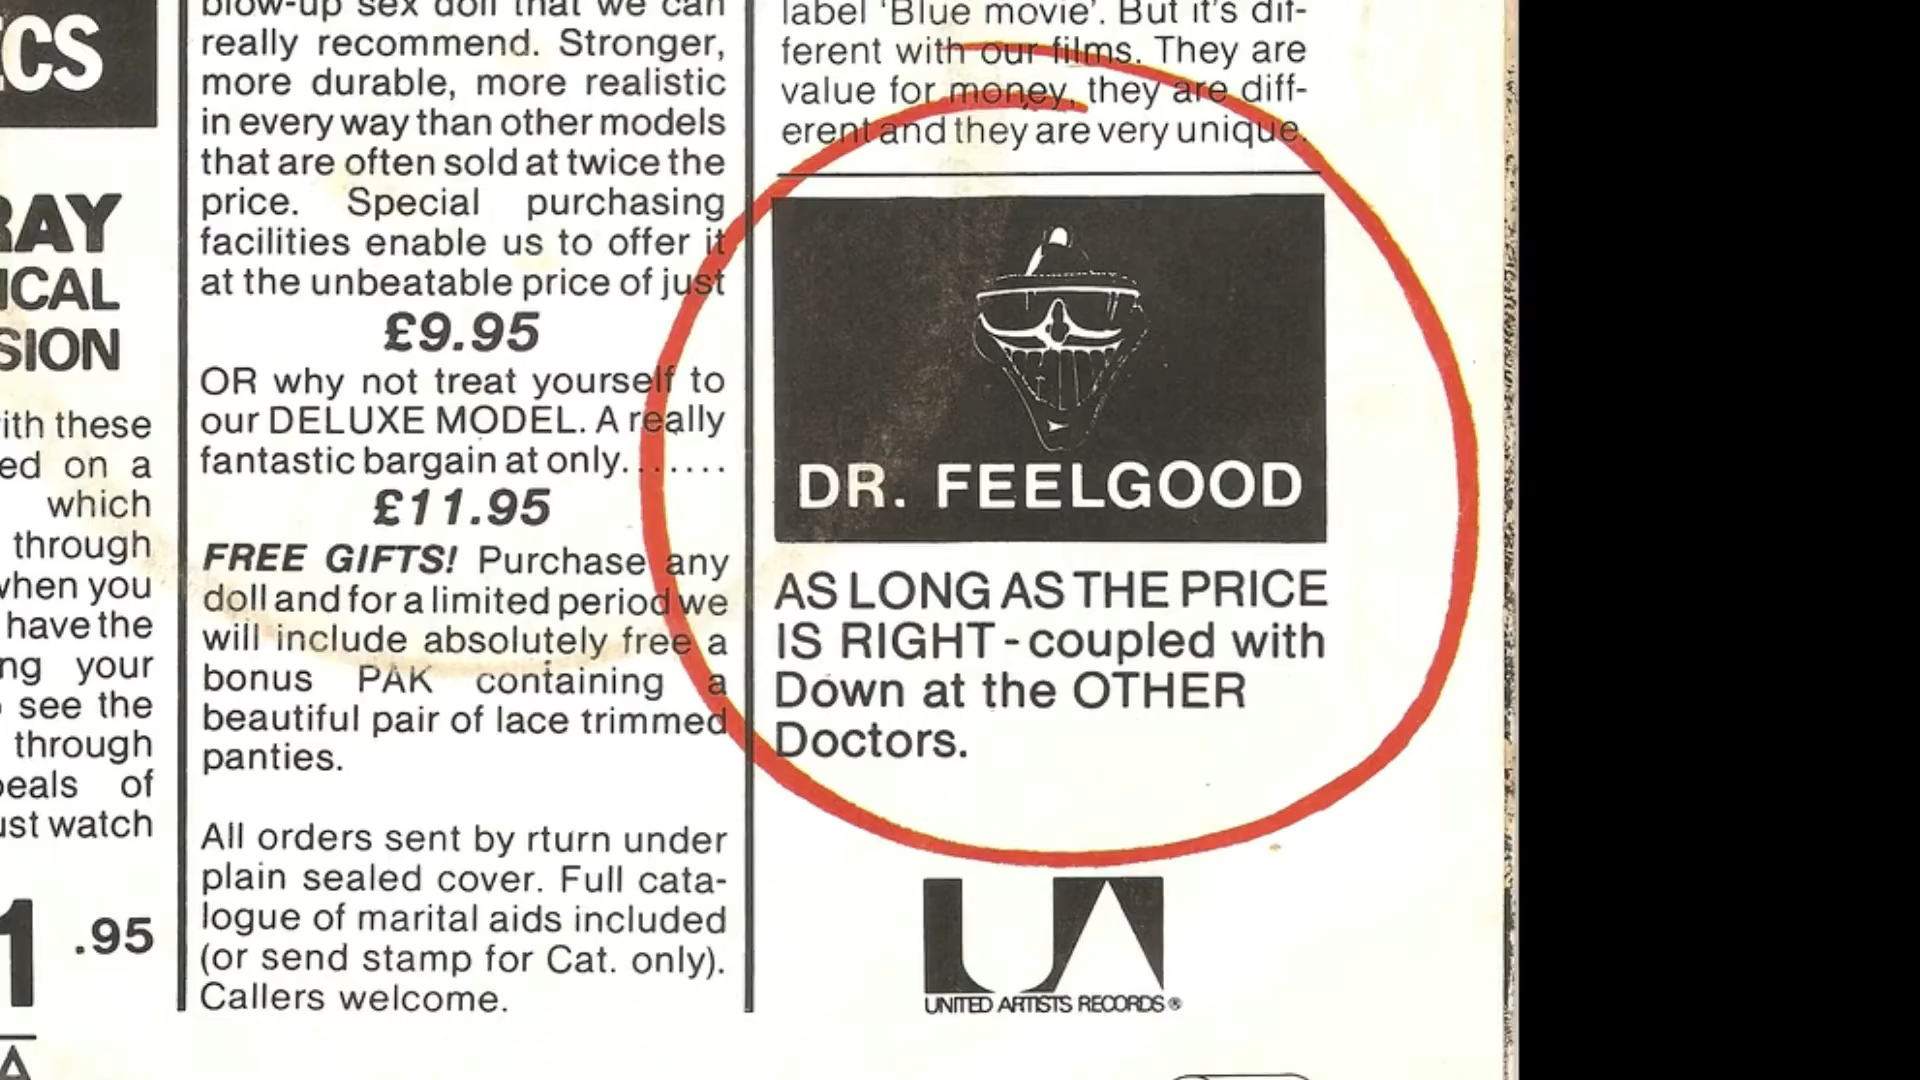 ECS
RAY
ICAL
SION
ith these
ed on a
which
through
when you
have the
ng your
see the
through
eals of
ust watch
1.95
A
blow-up sex doll that we can
really recommend. Stronger,
more durable, more realistic
in every way than other models
that are often sold at twice the
price. Special purchasing
facilities enable us to offer it
at the unbeatable price of just
£9.95
OR why not treat yourself to
our DELUXE MODEL. A really
fantastic bargain at only........
£11.95
FREE GIFTS! Purchase any
doll and for a limited period we
will include absolutely free a
bonus PAK containing a
beautiful pair of lace trimmed
panties.
All orders sent by rturn under
plain sealed cover. Full cata-
logue of marital aids included
(or send stamp for Cat. only).
Callers welcome.
label 'Blue movie'. But it's dif-
ferent with our films. They are
value for money, they are diff-
erent and they are very unique.
DR. FEELGOOD
AS LONG AS THE PRICE
IS RIGHT - coupled with
Down at the OTHER
Doctors.
UA
UNITED ARTISTS RECORDS®